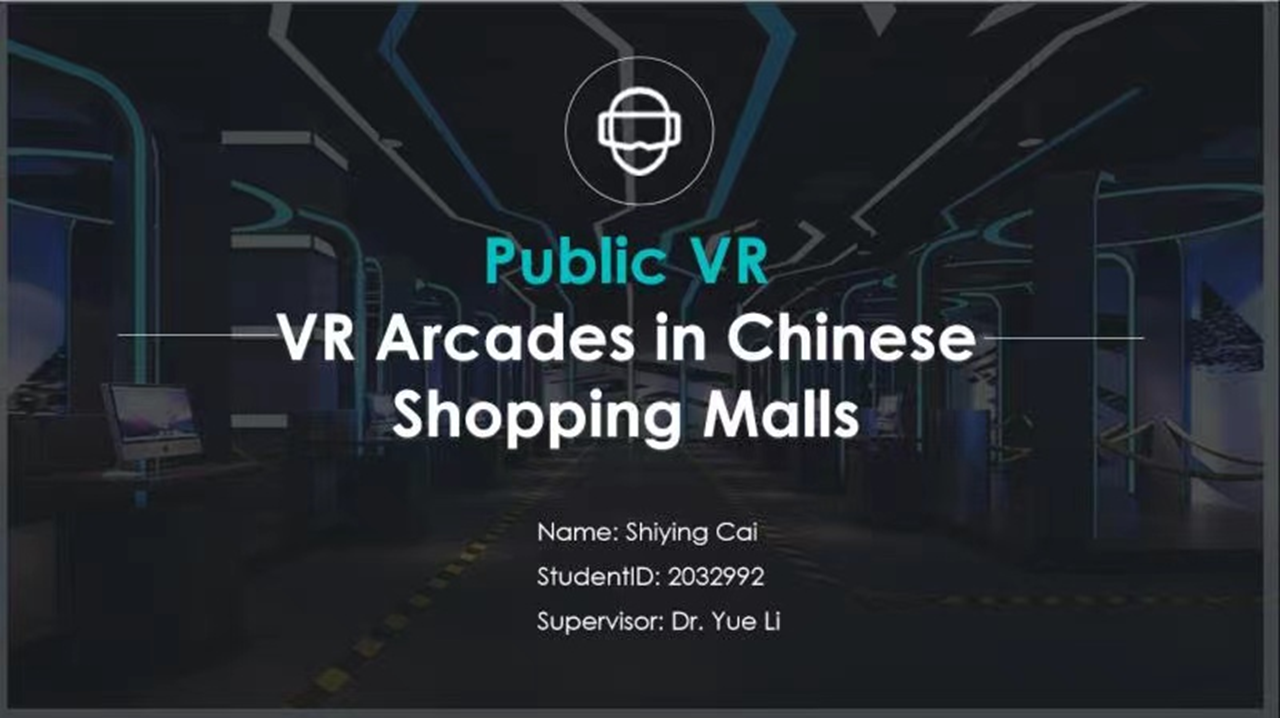 Public VR
VR Arcades in Chinese
Shopping Malls
Name: Shiying Cai
StudentID: 2032992
Supervisor: Dr. Yue Li